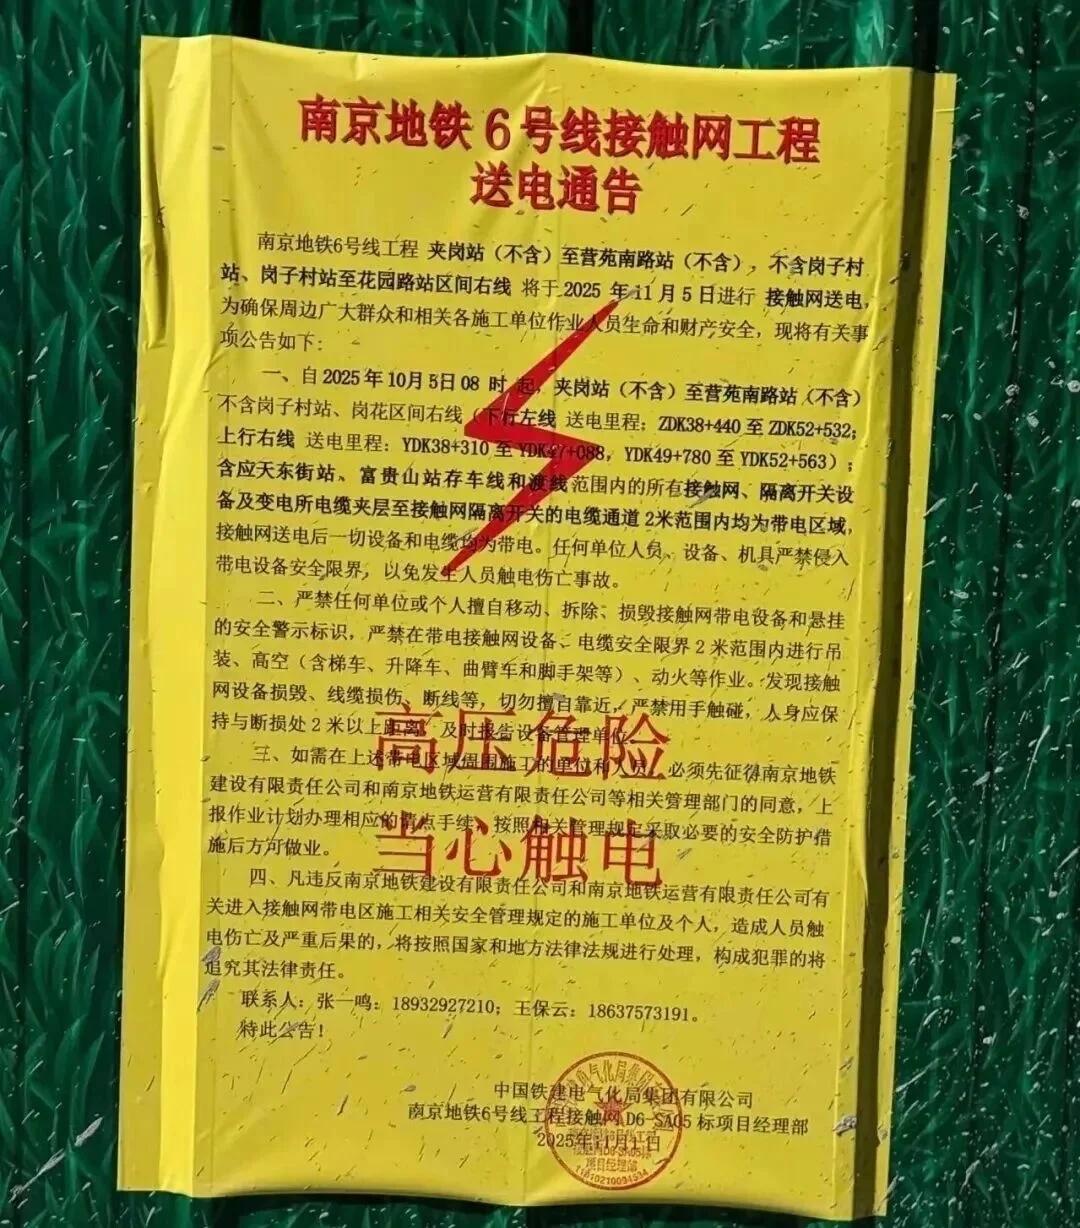 南京地铁6号线接触网工程
送电通告
南京地铁6号线工程 夹岗站（不含）至营苑南路站（不含），不含岗子村
站、岗子村站至花园路站区间右线 将于2025 年11月5日进行 接触网送电，
为确保周边广大群众和相关各施工单位作业人员生命和财产安全，现将有关事
项公告如下：
一、自2025年10月5日08 时 起，夹岗站（不含）至营苑南路站（不含）
不含岗子村站、岗花区间右线（下行左线 送电里程：ZDK38+440至ZDK52+532；
上行右线 送电里程：YDK38+310至YDK47+088，YDK49+780至YDK52+563）；
含应天东街站、富贵山站存车线和渡线范围内的所有接触网、隔离开关设
备及变电所电缆夹层至接触网隔离开关的电缆通道2米范围内均为带电区域，
接触网送电后一切设备和电缆均为带电。任何单位人员、设备、机具严禁侵入
带电设备安全限界，以免发生人员触电伤亡事故。
二、严禁任何单位或个人擅自移动、拆除、损毁接触网带电设备和悬挂
的安全警示标识，严禁在带电接触网设备、电缆安全限界2米范围内进行吊
装、高空（含梯车、升降车、曲臂车和脚手架等）、动火等作业。发现接触
网设备损毁、线缆损伤、断线等，切勿擅自靠近，严禁用手触碰，人身应保
持与断损处2米以上距离，及时报告设备管理单位。
高压危险
三、如需在上述带电区域周围施工的单位和人员，必须先征得南京地铁
建设有限责任公司和南京地铁运营有限责任公司等相关管理部门的同意，上
报作业计划办理相应的请点手续，按照相关管理规定采取必要的安全防护措
施后方可做业。
当心触电
四、凡违反南京地铁建设有限责任公司和南京地铁运营有限责任公司有
关进入接触网带电区施工相关安全管理规定的施工单位及个人，造成人员触
电伤亡及严重后果的，将按照国家和地方法律法规进行处理，构成犯罪的将
追究其法律责任。
联系人：张一鸣：18932927210；王保云：18637573191。
特此公告！
中国铁建电气化局集团有限公司
南京地铁6号线工程接触网D6-SA05标项目经理部
2025年11月1日